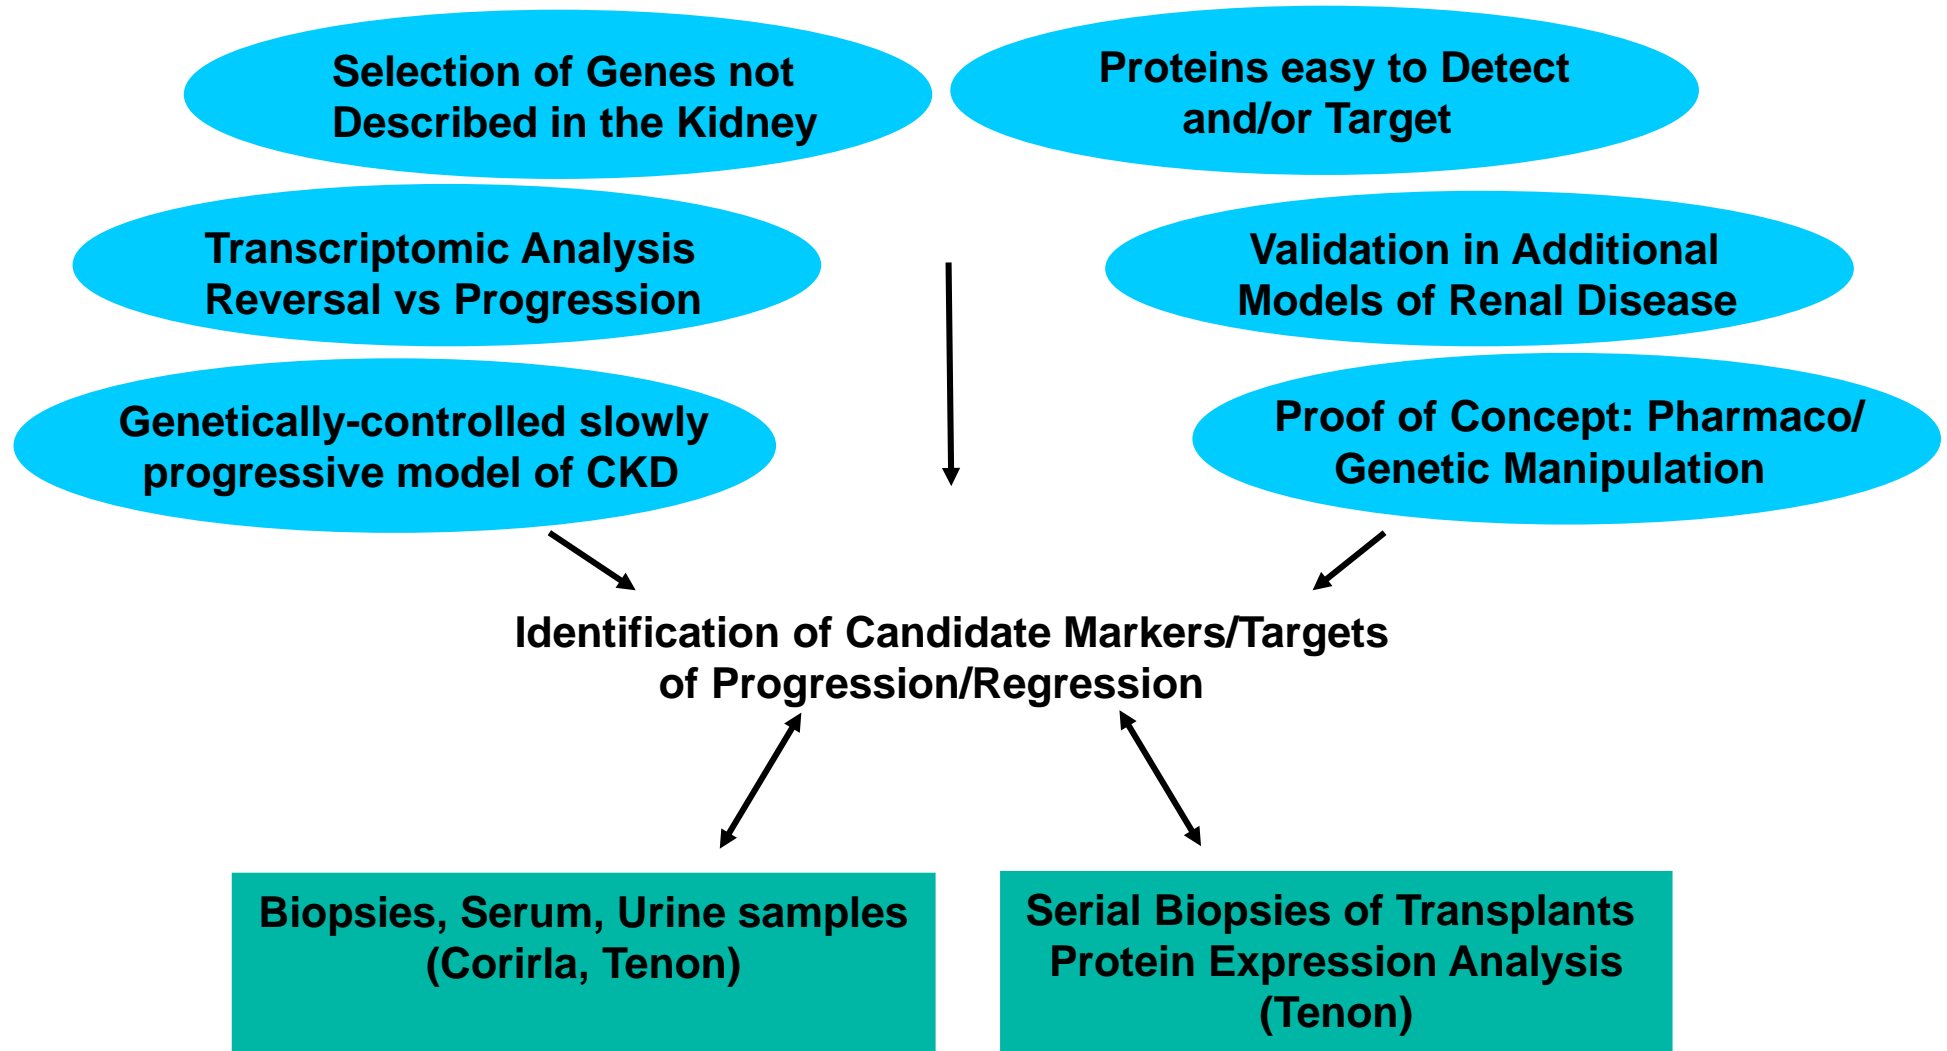 Selection of Genes not
Described in the Kidney
Proteins easy to Detect
and/or Target
Transcriptomic Analysis
Reversal vs Progression
Validation in Additional
Models of Renal Disease
Genetically-controlled slowly
progressive model of CKD
Proof of Concept: Pharmaco/
Genetic Manipulation
Identification of Candidate Markers/Targets
of Progression/Regression
Biopsies, Serum, Urine samples
(Corirla, Tenon)
Serial Biopsies of Transplants
Protein Expression Analysis
(Tenon)